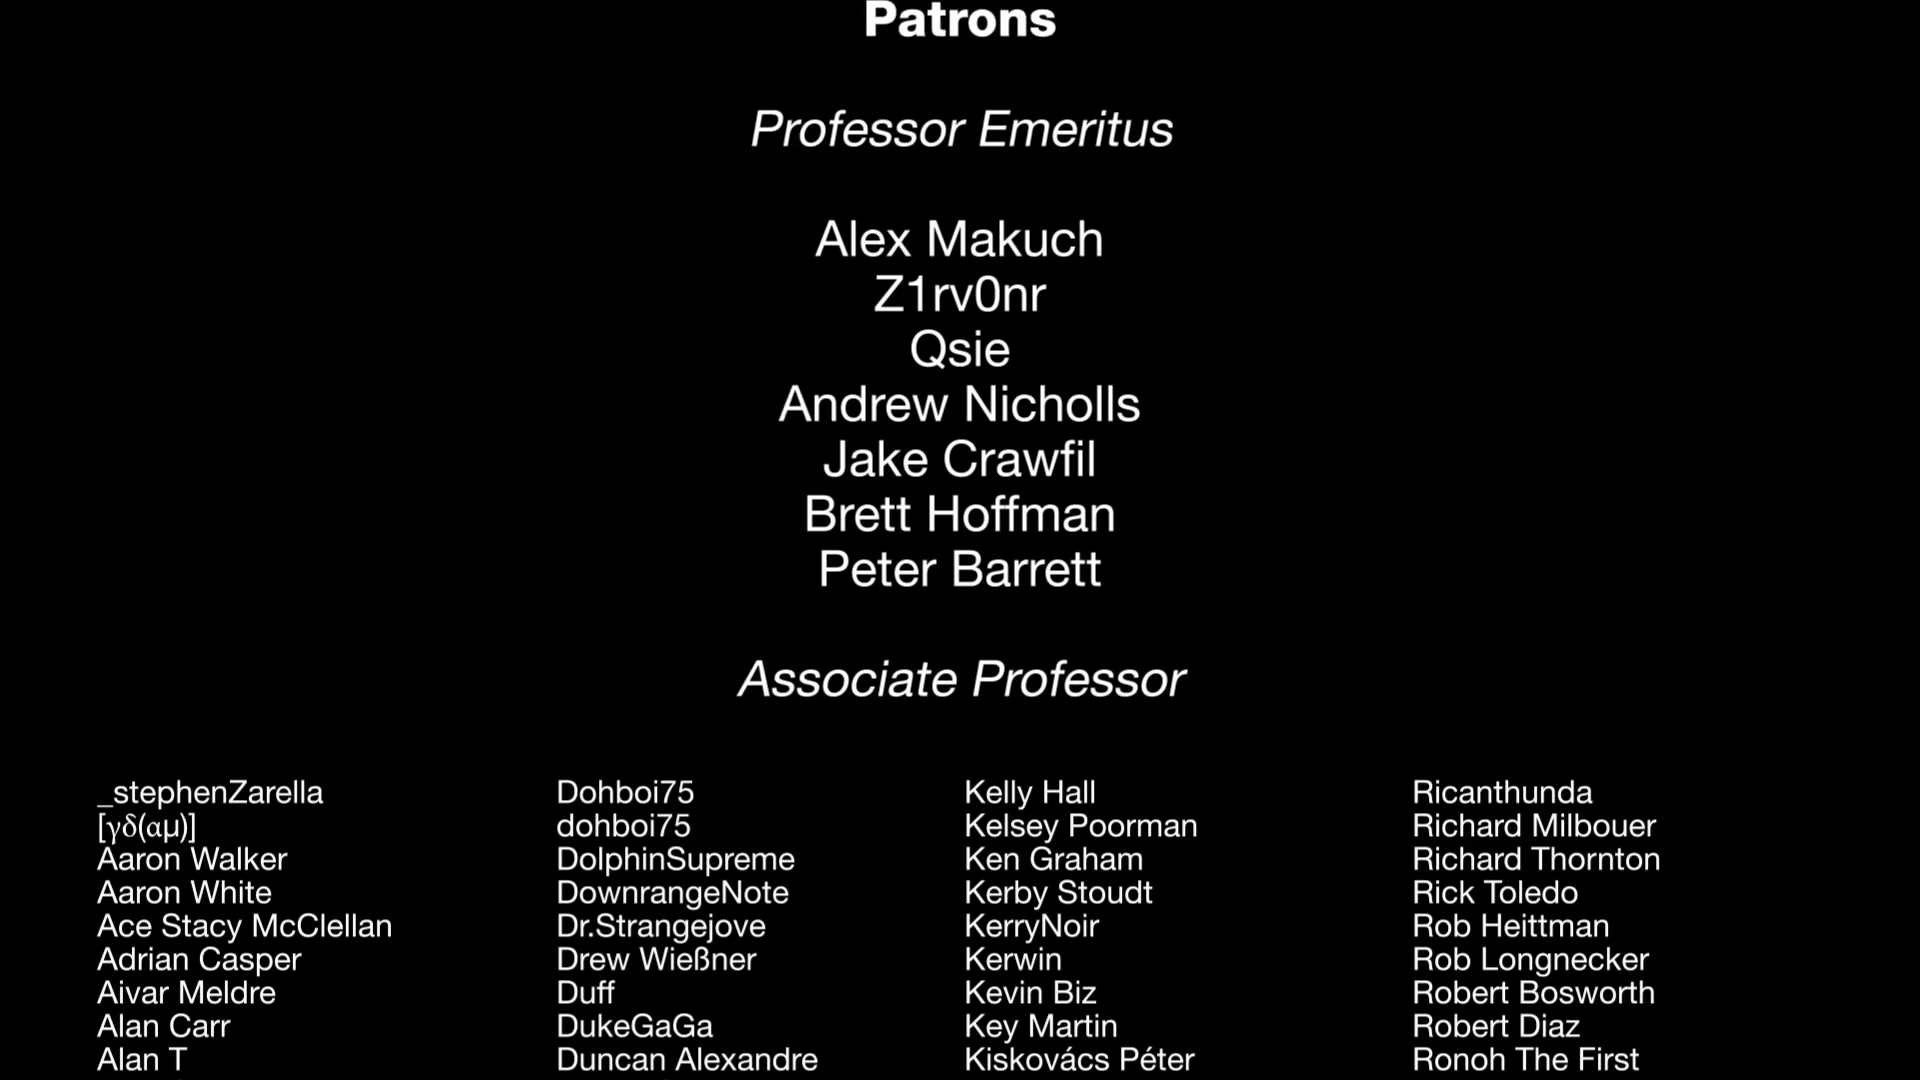 Patrons
Professor Emeritus
Alex Makuch
Z1rv0nr
Qsie
Andrew Nicholls
Jake Crawfil
Brett Hoffman
Peter Barrett
Associate Professor
_stephenZarella
[γδ(αμ)]
Aaron Walker
Aaron White
Ace Stacy McClellan
Adrian Casper
Aivar Meldre
Alan Carr
Alan T
Dohboi75
dohboi75
DolphinSupreme
DownrangeNote
Dr.Strangejove
Drew Wießner
Duff
DukeGaGa
Duncan Alexandre
Kelly Hall
Kelsey Poorman
Ken Graham
Kerby Stoudt
KerryNoir
Kerwin
Kevin Biz
Key Martin
Kiskovács Péter
Ricanthunda
Richard Milbouer
Richard Thornton
Rick Toledo
Rob Heittman
Rob Longnecker
Robert Bosworth
Robert Diaz
Ronoh The First